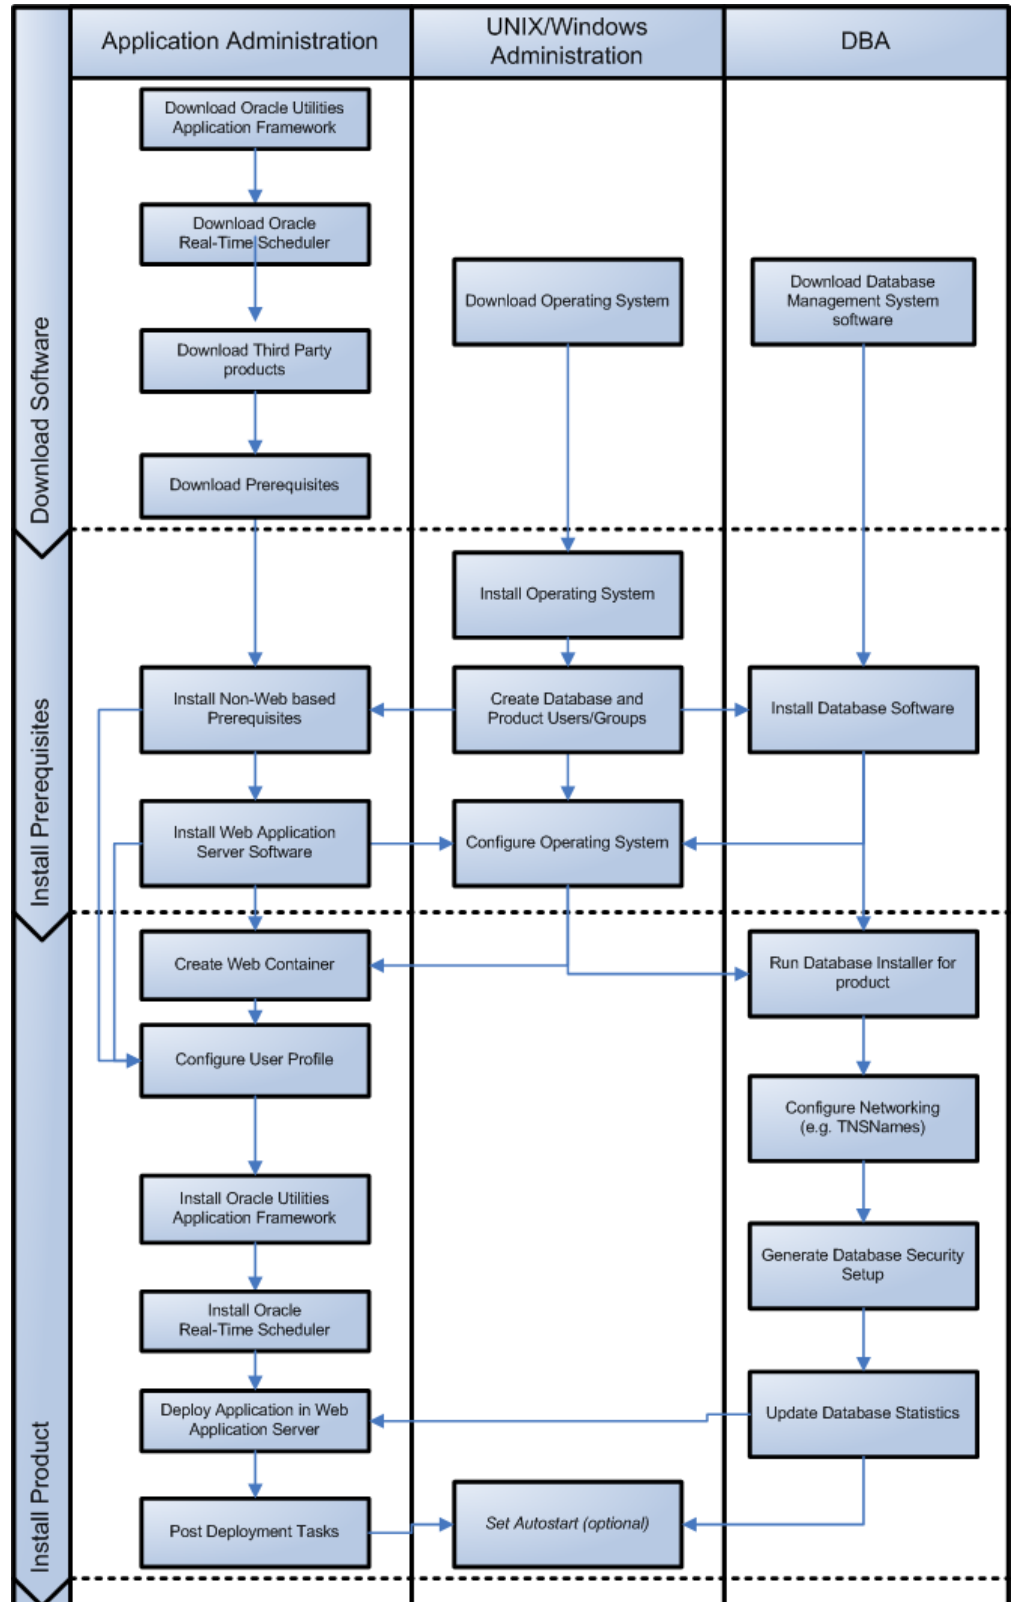 Application Administration
UNIX/Windows
Administration
DBA
Download Software
Download Oracle Utilities
Application Framework
Download Oracle
Real-Time Scheduler
Download Third Party
products
Download Prerequisites
Download Operating System
Download Database
Management System
software
Install Prerequisites
Install Operating System
Install Non-Web based
Prerequisites
Create Database and
Product Users/Groups
Install Database Software
Install Web Application
Server Software
Configure Operating System
Install Product
Create Web Container
Run Database Installer for
product
Configure User Profile
Configure Networking
(e.g. TNSNames)
Install Oracle Utilities
Application Framework
Generate Database Security
Setup
Install Oracle
Real-Time Scheduler
Deploy Application in Web
Application Server
Update Database Statistics
Post Deployment Tasks
Set Autostart (optional)